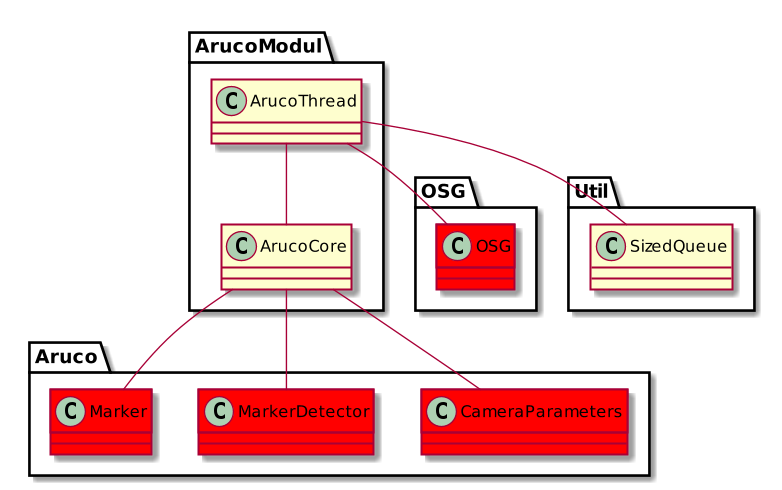 ArucoModul
C ArucoThread
OSG
Util
C ArucoCore
C OSG
C SizedQueue
Aruco
C Marker
C MarkerDetector
C CameraParameters